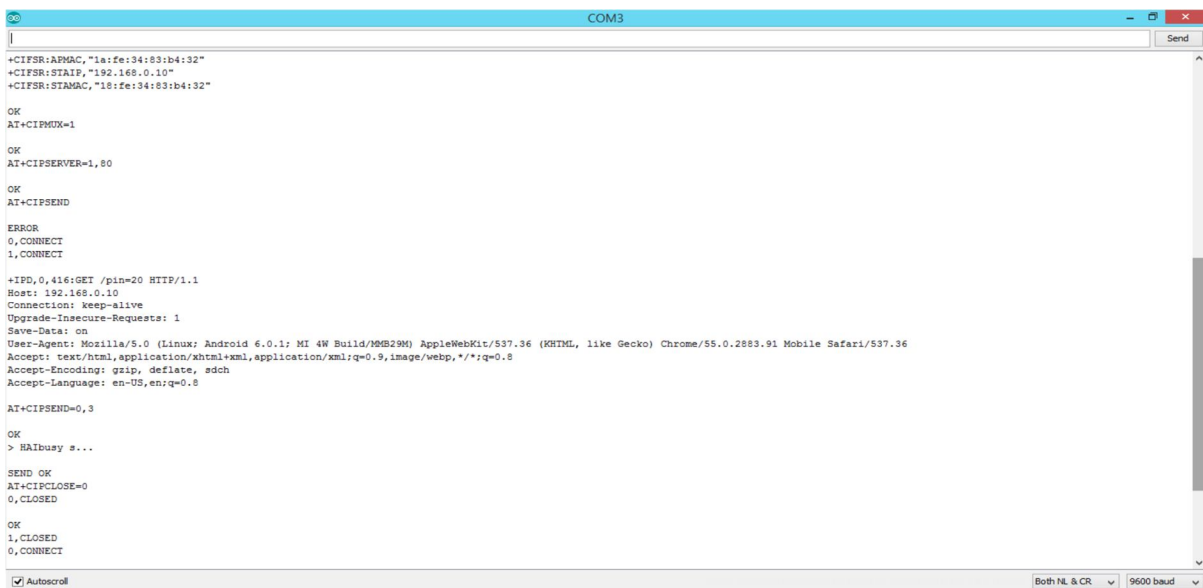 COM3
Send
+CIFSR:APMAC,"1a:fe:34:83:b4:32"
+CIFSR:STAIP,"192.168.0.10"
+CIFSR:STAMAC,"18:fe:34:83:b4:32"
OK
AT+CIPMUX=1
OK
AT+CIPSERVER=1,80
OK
AT+CIPSEND
ERROR
0,CONNECT
1,CONNECT
+IPD,0,416:GET /pin=20 HTTP/1.1
Host: 192.168.0.10
Connection: keep-alive
Upgrade-Insecure-Requests: 1
Save-Data: on
User-Agent: Mozilla/5.0 (Linux; Android 6.0.1; MI 4W Build/MMB29M) AppleWebKit/537.36 (KHTML, like Gecko) Chrome/55.0.2883.91 Mobile Safari/537.36
Accept: text/html,application/xhtml+xml,application/xml;q=0.9,image/webp,*/*;q=0.8
Accept-Encoding: gzip, deflate, sdch
Accept-Language: en-US,en;q=0.8
AT+CIPSEND=0,3
OK
> HAIbusy s...
SEND OK
AT+CIPCLOSE=0
0,CLOSED
OK
1,CLOSED
0,CONNECT
Autoscroll
Both NL & CR
9600 baud